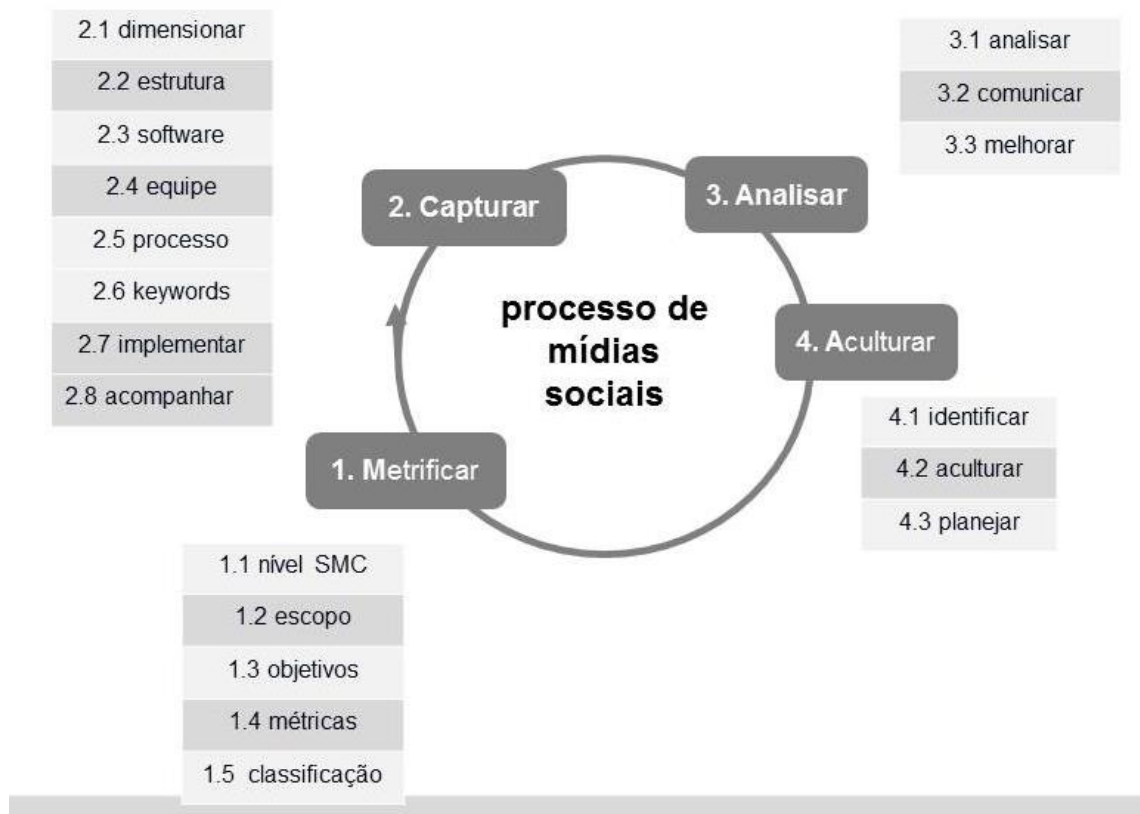 2.1 dimensionar
2.2 estrutura
2.3 software
2.4 equipe
2.5 processo
2.6 keywords
2.7 implementar
2.8 acompanhar
3.1 analisar
3.2 comunicar
3.3 melhorar
2. Capturar
3. Analisar
processo de
mídias
sociais
4. Aculturar
4.1 identificar
4.2 aculturar
4.3 planejar
1. Metrificar
1.1 nível SMC
1.2 escopo
1.3 objetivos
1.4 métricas
1.5 classificação